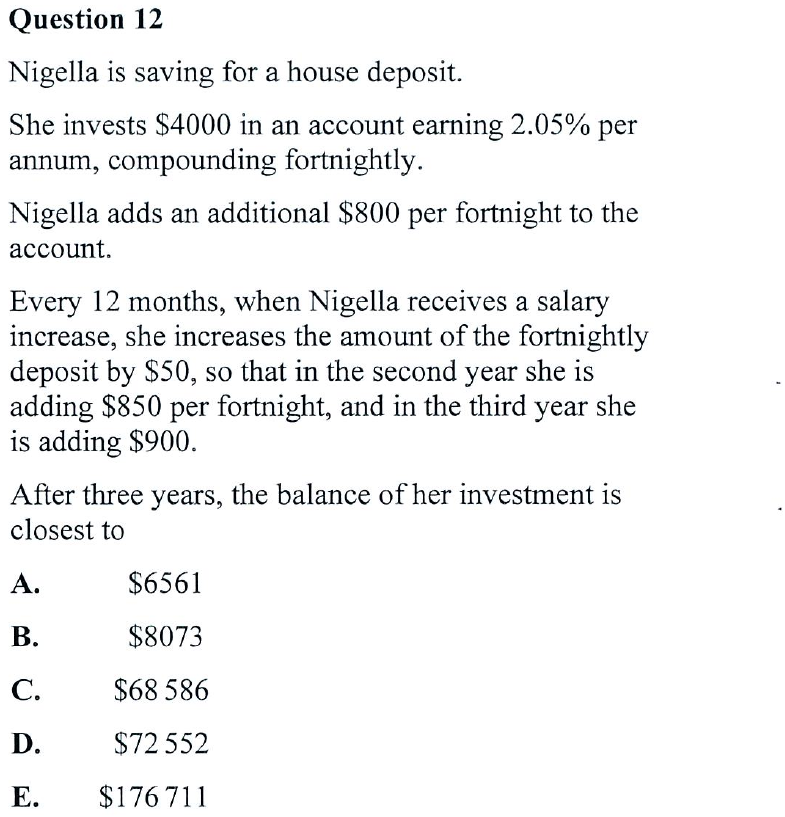 Question 12
Nigella is saving for a house deposit.
She invests $4000 in an account earning 2.05% per
annum, compounding fortnightly.
Nigella adds an additional $800 per fortnight to the
account.
Every 12 months, when Nigella receives a salary
increase, she increases the amount of the fortnightly
deposit by $50, so that in the second year she is
adding $850 per fortnight, and in the third year she
is adding $900.
After three years, the balance of her investment is
closest to
A. $6561
B. $8073
C. $68 586
D. $72 552
E. $176 711